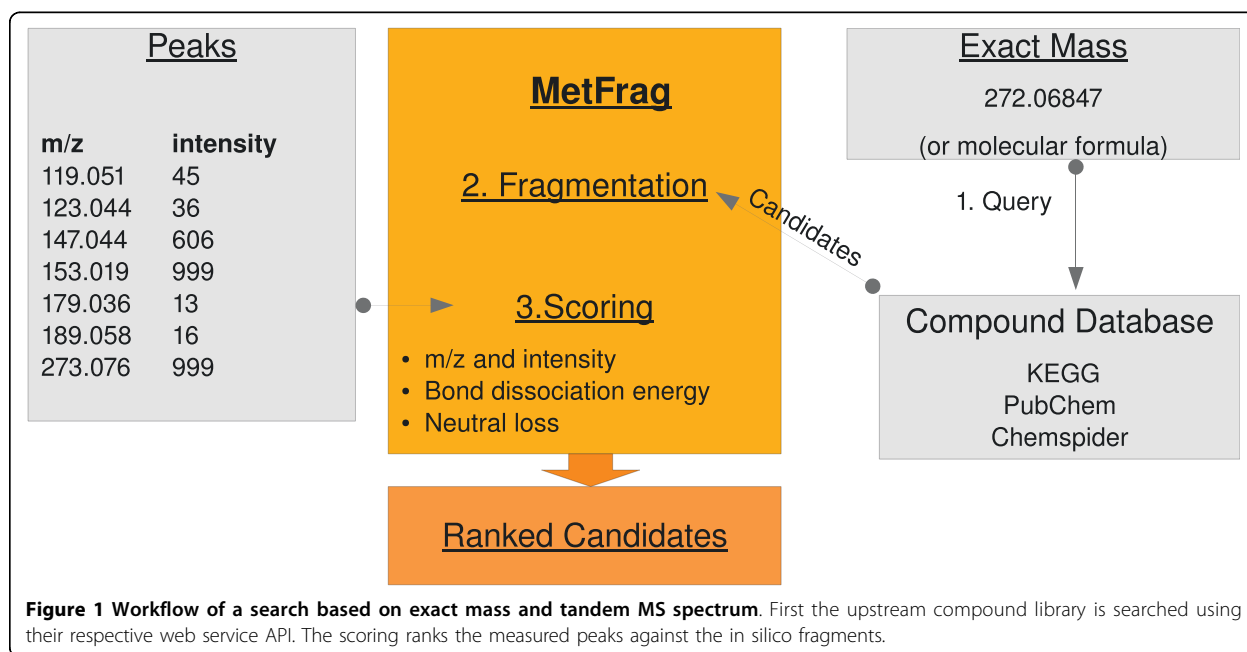 Peaks
m/z intensity
119.051 45
123.044 36
147.044 606
153.019 999
179.036 13
189.058 16
273.076 999
MetFrag
2. Fragmentation
3.Scoring
• m/z and intensity
• Bond dissociation energy
• Neutral loss
Ranked Candidates
Exact Mass
272.06847
(or molecular formula)
1. Query
Candidates
Compound Database
KEGG
PubChem
Chemspider
Figure 1 Workflow of a search based on exact mass and tandem MS spectrum. First the upstream compound library is searched using
their respective web service API. The scoring ranks the measured peaks against the in silico fragments.